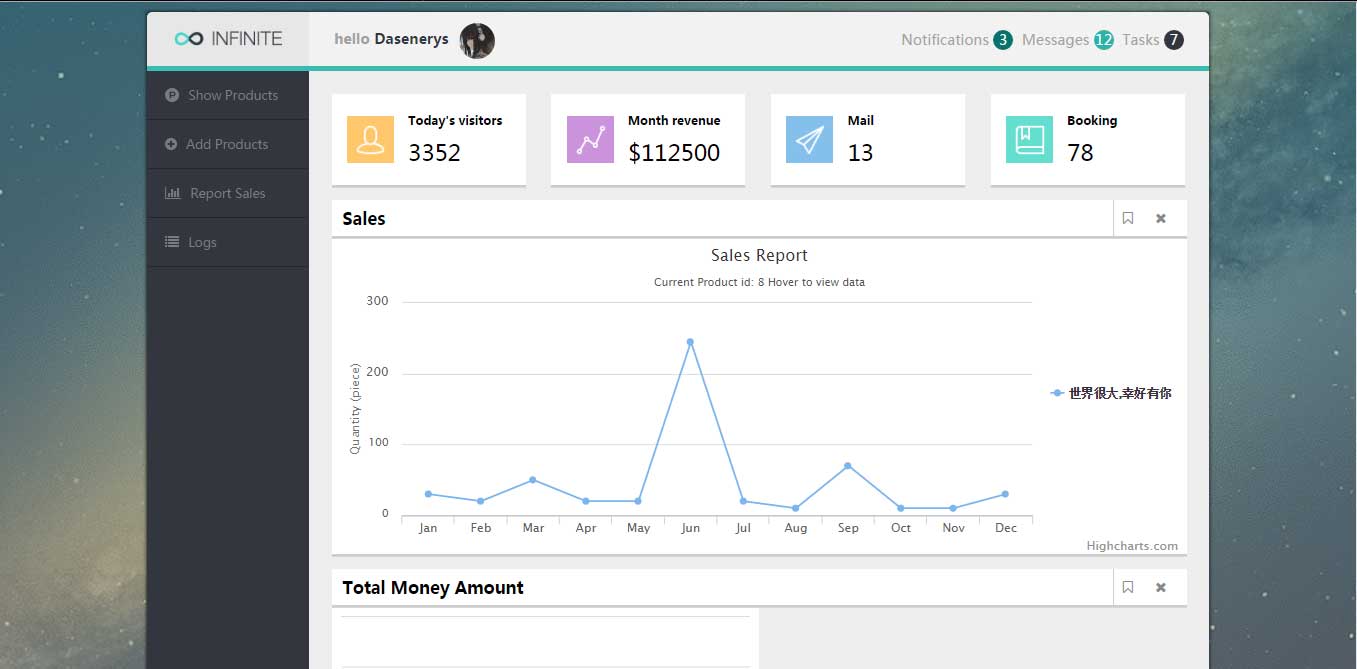 INFINITE
hello Dasenerys
Notifications 3 Messages 12 Tasks 7
P Show Products
Add Products
Report Sales
Logs
Today's visitors
3352
Month revenue
$112500
Mail
13
Booking
78
Sales
Sales Report
Current Product id: 8 Hover to view data
Quantity (piece)
300
200
100
0
Jan Feb Mar Apr May Jun Jul Aug Sep Oct Nov Dec
世界很大,幸好有你
Highcharts.com
Total Money Amount